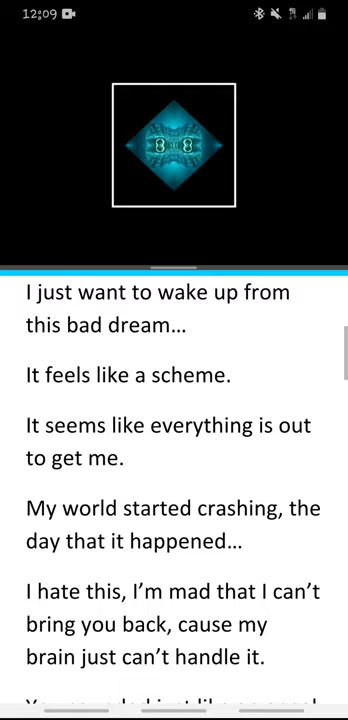 12:09
8 8
I just want to wake up from
this bad dream...
It feels like a scheme.
It seems like everything is out
to get me.
My world started crashing, the
day that it happened...
I hate this, I’m mad that I can’t
bring you back, cause my
brain just can’t handle it.